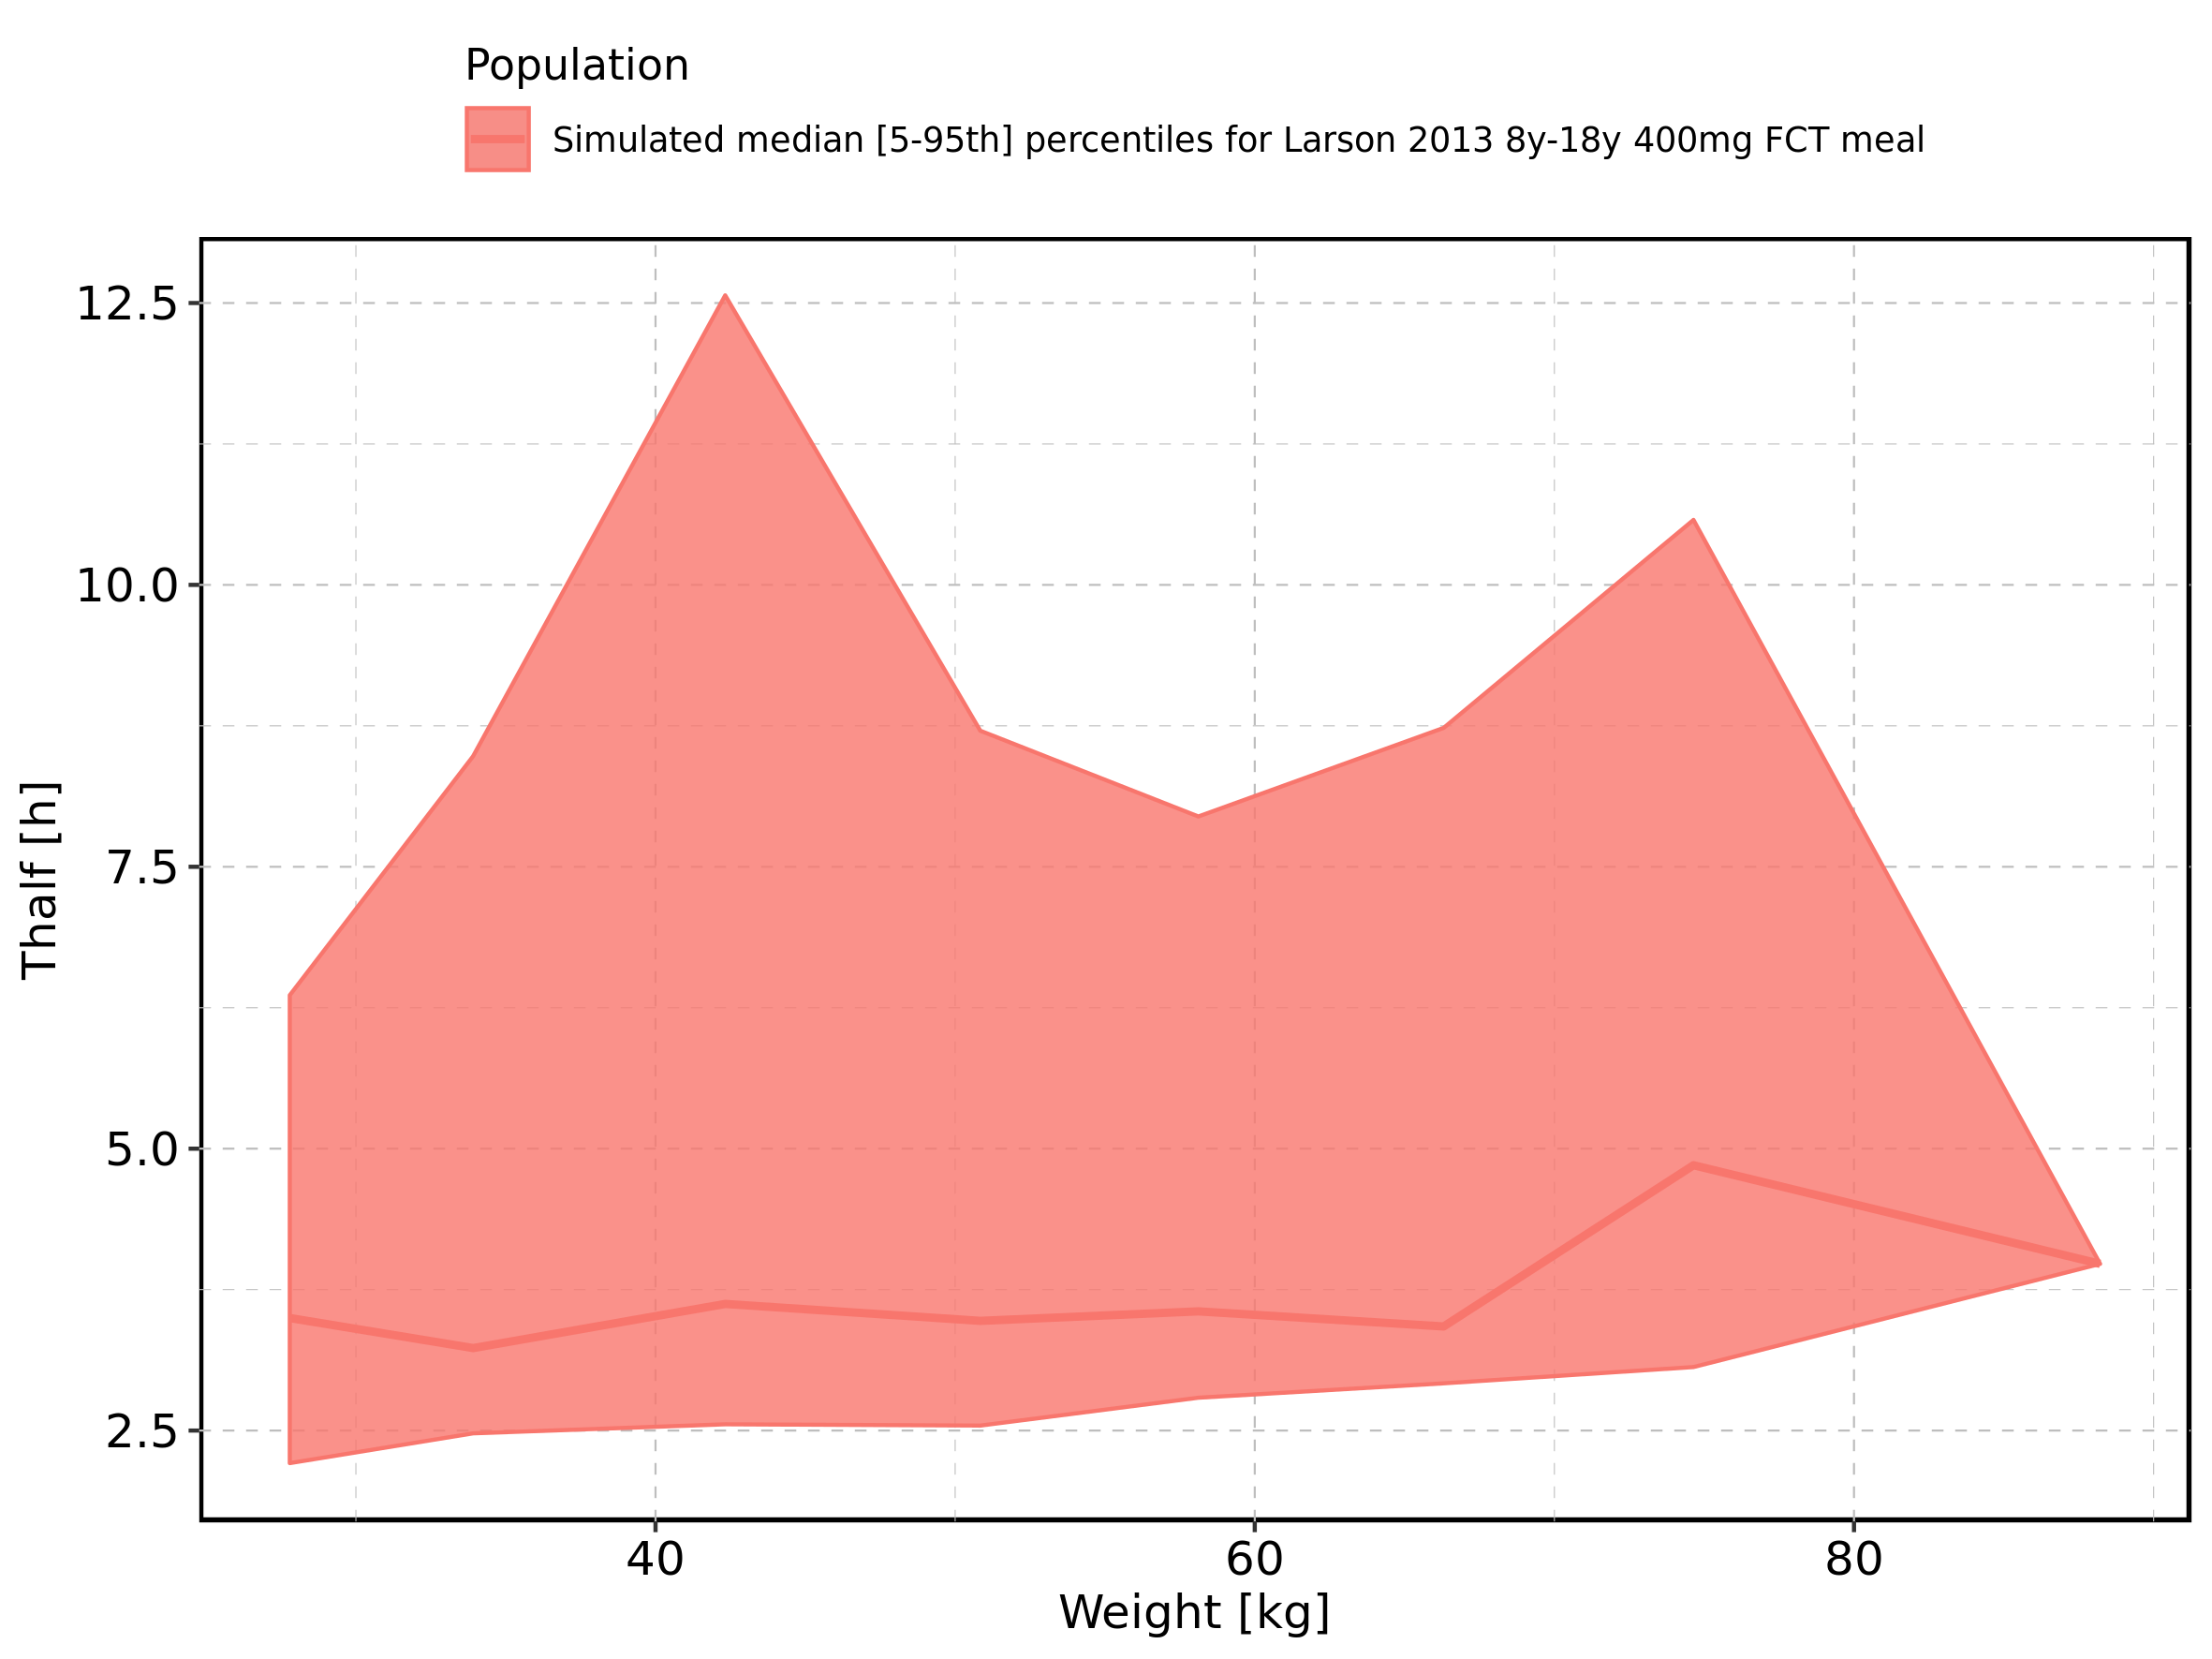 Population
Simulated median [5-95th] percentiles for Larson 2013 8y-18y 400mg FCT meal
12.5
10.0
7.5
5.0
2.5
Thalf [h]
40 60 80
Weight [kg]